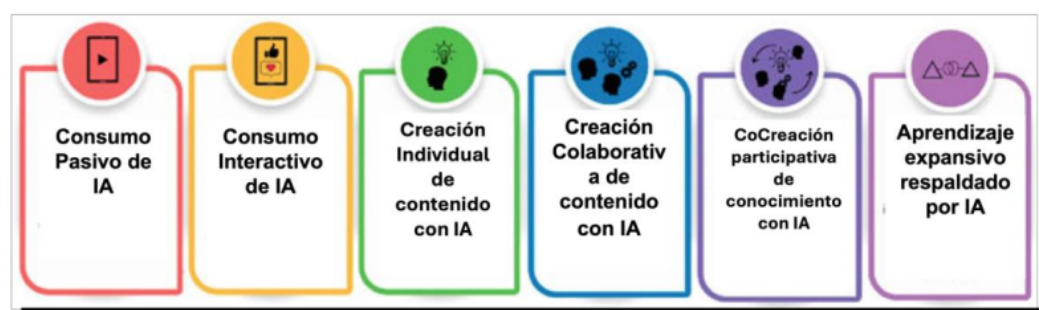 Consumo
Pasivo de
IA
Consumo
Interactivo
de IA
Creación
Individual
de
contenido
con IA
Creación
Colaborativ
a de
contenido
con IA
CoCreación
participativa
de
conocimiento
con IA
Aprendizaje
expansivo
respaldado
por IA